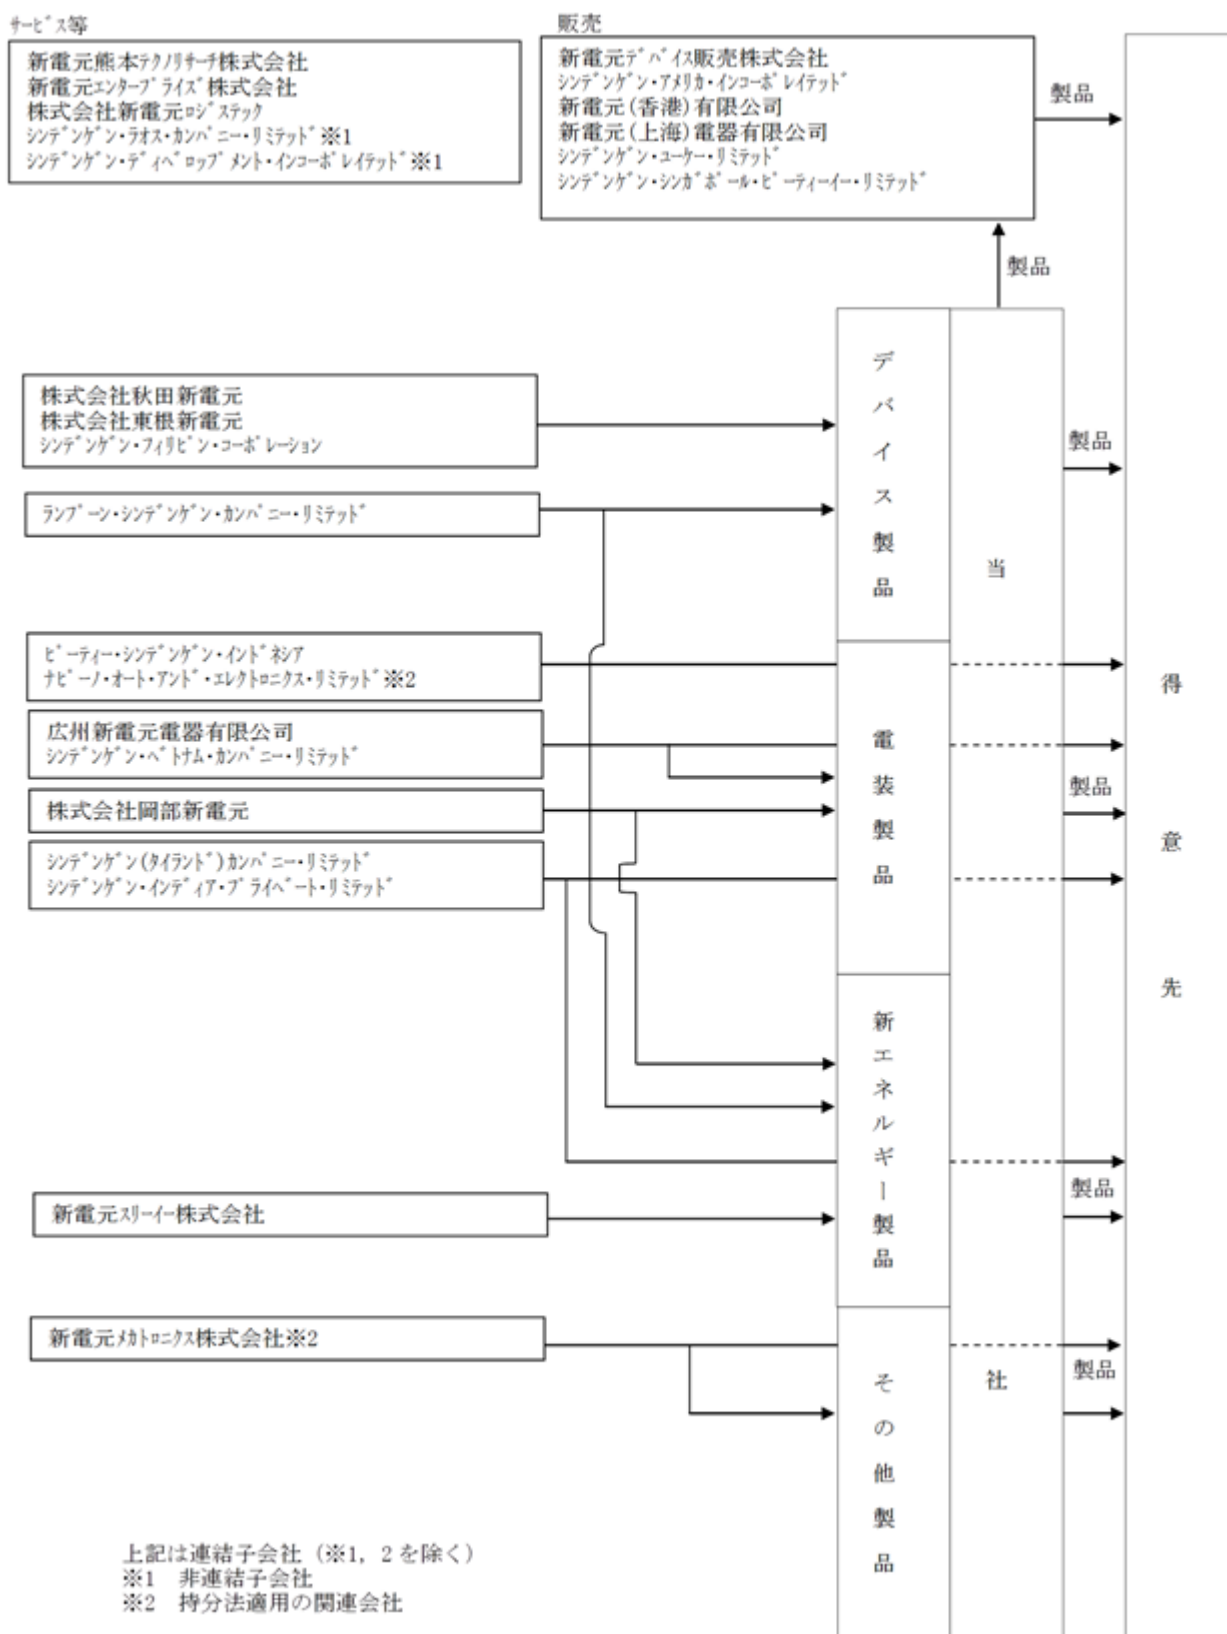 サービス等
新電元熊本テクノリサーチ株式会社
新電元エンタープライズ株式会社
株式会社新電元ロジステック
シンデンゲン・ラオス・カンパニー・リミテッド※1
シンデンゲン・ディベロップメント・インコーポレイテッド※1
販売
新電元デバイス販売株式会社
シンデンゲン・アメリカ・インコーポレイテッド
新電元(香港)有限公司
新電元(上海)電器有限公司
シンデンゲン・ユーケー・リミテッド
シンデンゲン・シンガポール・ピーティーイー・リミテッド
製品
製品
株式会社秋田新電元
株式会社東根新電元
シンデンゲン・フィリピン・コーポレーション
ランプーン・シンデンゲン・カンパニー・リミテッド
デバイス製品
製品
ピーティー・シンデンゲン・インドネシア
ナピーノ・オート・アンド・エレクトロニクス・リミテッド※2
広州新電元電器有限公司
シンデンゲン・ベトナム・カンパニー・リミテッド
株式会社岡部新電元
シンデンゲン(タイランド)カンパニー・リミテッド
シンデンゲン・インディア・プライベート・リミテッド
電装製品
製品
新エネルギー製品
新電元スリーイー株式会社
製品
新電元メカトロニクス株式会社※2
その他製品
製品
当社
得意先
上記は連結子会社(※1, 2を除く)
※1 非連結子会社
※2 持分法適用の関連会社